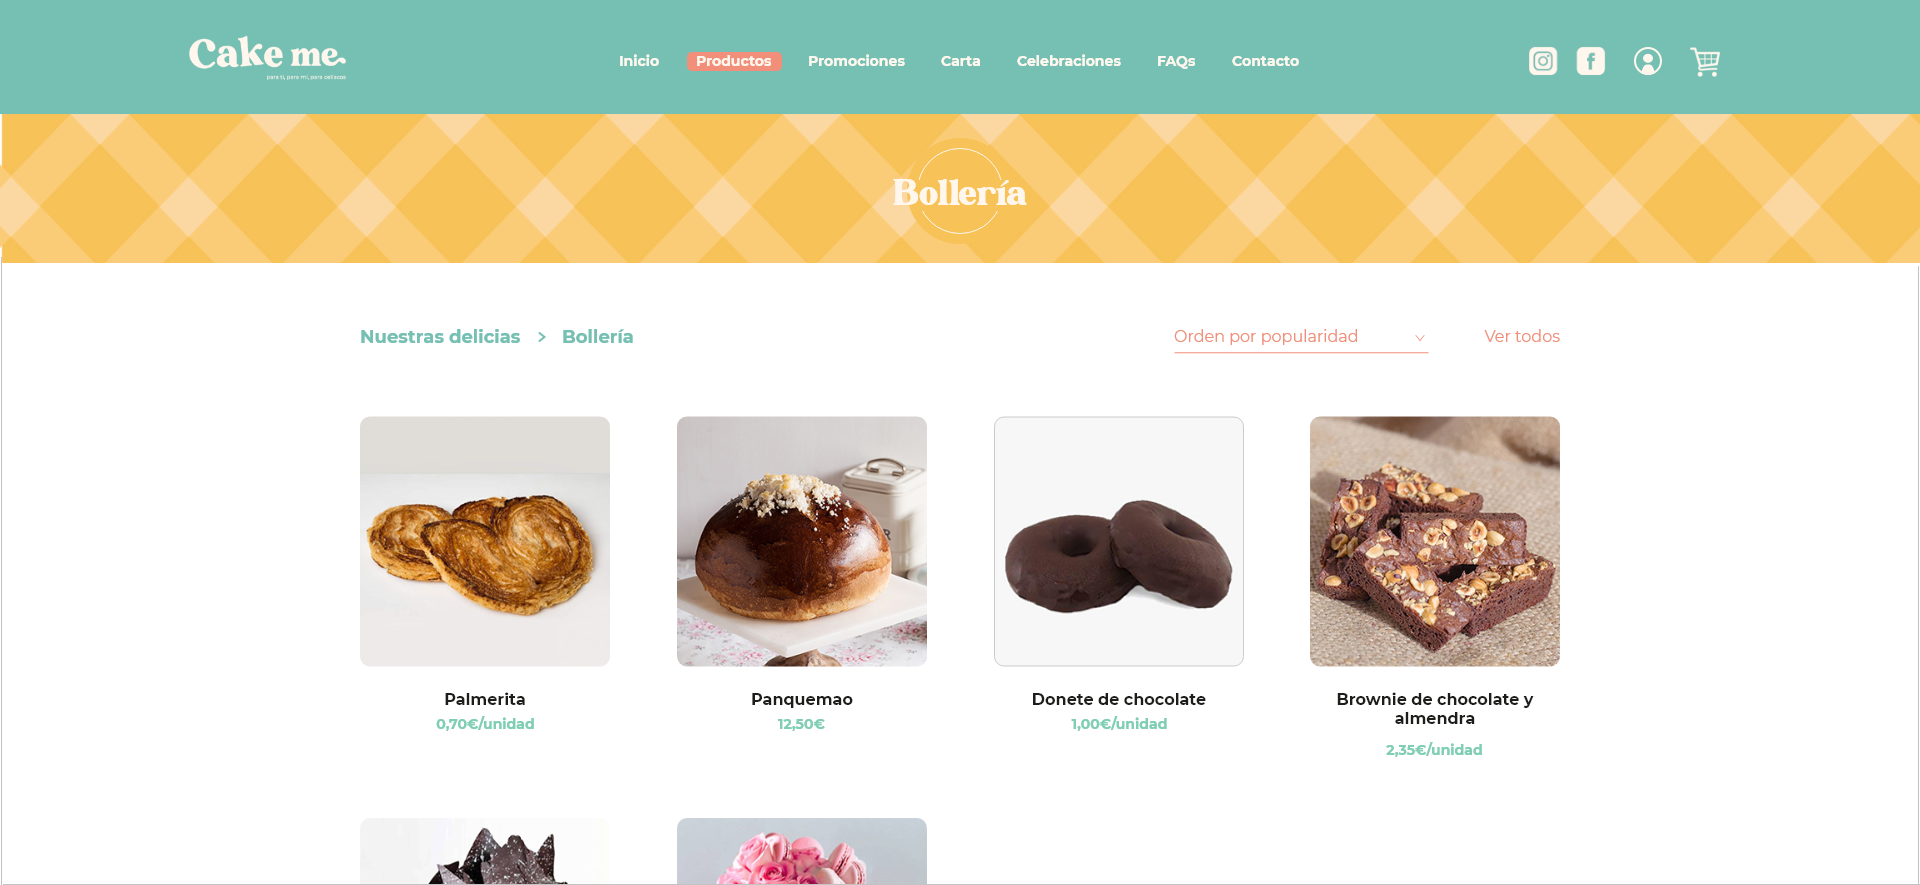 Cake me.
para ti, para mi, para
Inicio
Productos
Promociones
Carta
Celebraciones
FAQs
Contacto
Bollería
Nuestras delicias > Bollería
Orden por popularidad
Ver todos
Palmerita
0,70€/unidad
Panquemao
12,50€
Donete de chocolate
1,00€/unidad
Brownie de chocolate y
almendra
2,35€/unidad